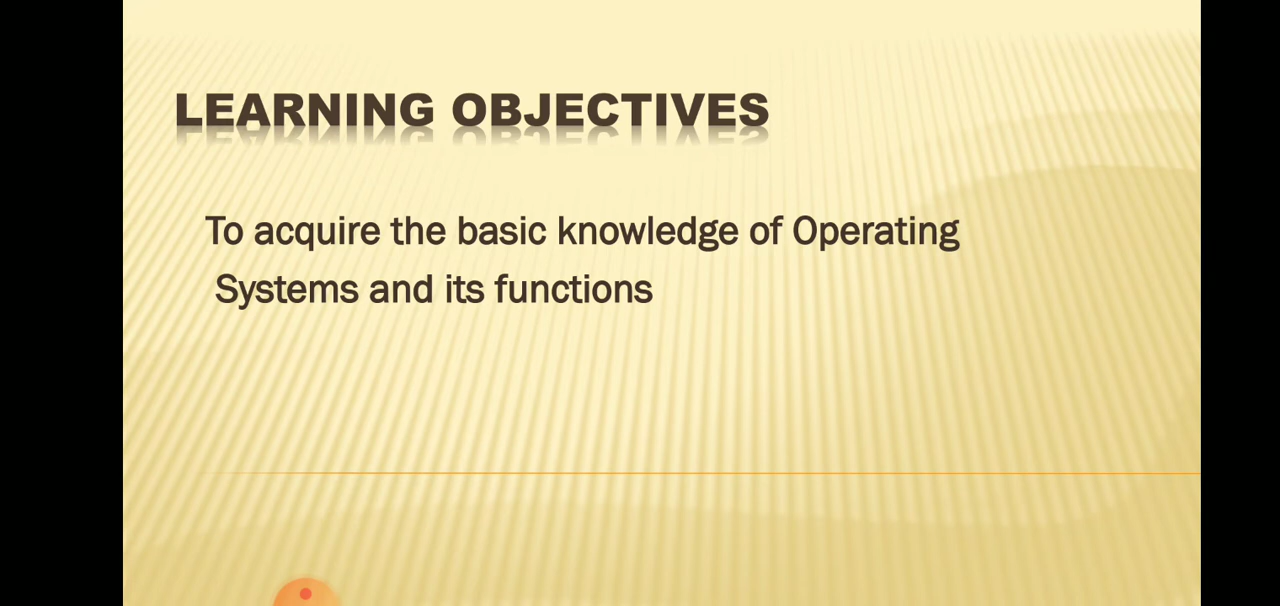 LEARNING OBJECTIVES
To acquire the basic knowledge of Operating
Systems and its functions